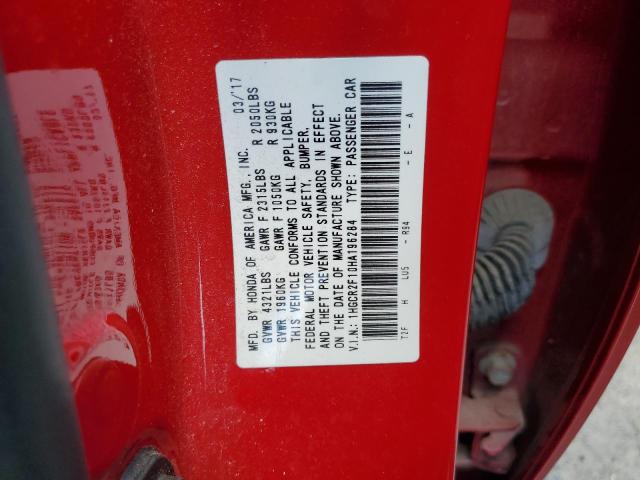 MFD. BY HONDA OF AMERICA MFG., INC. 03/17
GVWR 4321LBS GAWR F 2315LBS R 2050LBS
GVWR 1960KG GAWR F 1050KG R 930KG
THIS VEHICLE CONFORMS TO ALL APPLICABLE
FEDERAL MOTOR VEHICLE SAFETY, BUMPER,
AND THEFT PREVENTION STANDARDS IN EFFECT
ON THE DATE OF MANUFACTURE SHOWN ABOVE.
V.I.N.: 1HGCR2F10HA196284 TYPE: PASSENGER CAR
T2F H LU5 - R94 - E - A